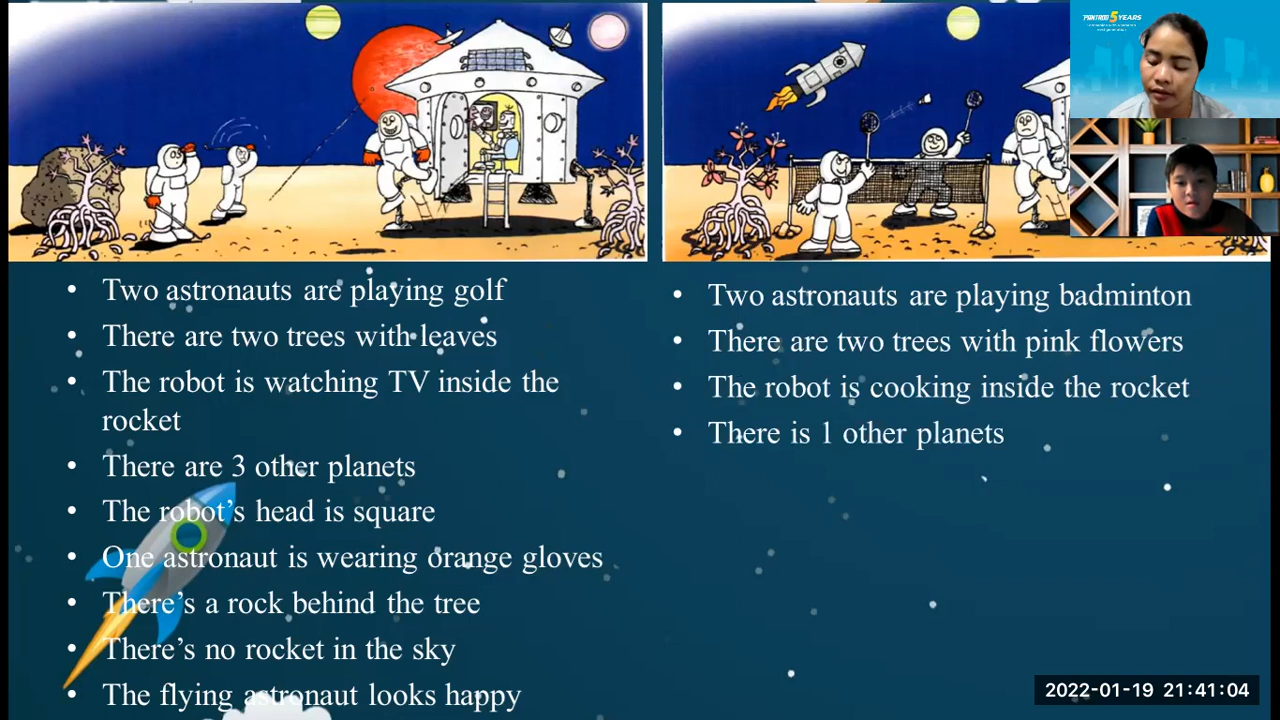 PANTROG 5 YEARS
• Two astronauts are playing golf
• There are two trees with leaves
• The robot is watching TV inside the
rocket
• There are 3 other planets
• The robot's head is square
• One astronaut is wearing orange gloves
• There's a rock behind the tree
• There's no rocket in the sky
• The flying astronaut looks happy
• Two astronauts are playing badminton
• There are two trees with pink flowers
• The robot is cooking inside the rocket
• There is 1 other planets
2022-01-19 21:41:04